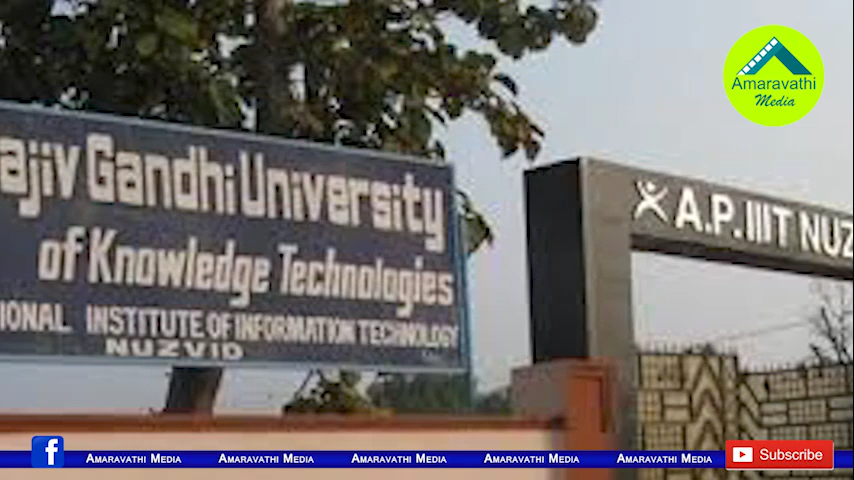 Amaravathi
Media
ajiv Gandhi University
of Knowledge Technologies
IONAL INSTITUTE OF INFORMATION TECHNOLOGY
NUZVID
A.P. IIIT NUZ
f AMARAVATHI MEDIA AMARAVATHI MEDIA AMARAVATHI MEDIA AMARAVATHI MEDIA AMARAVATHI MEDIA Subscribe